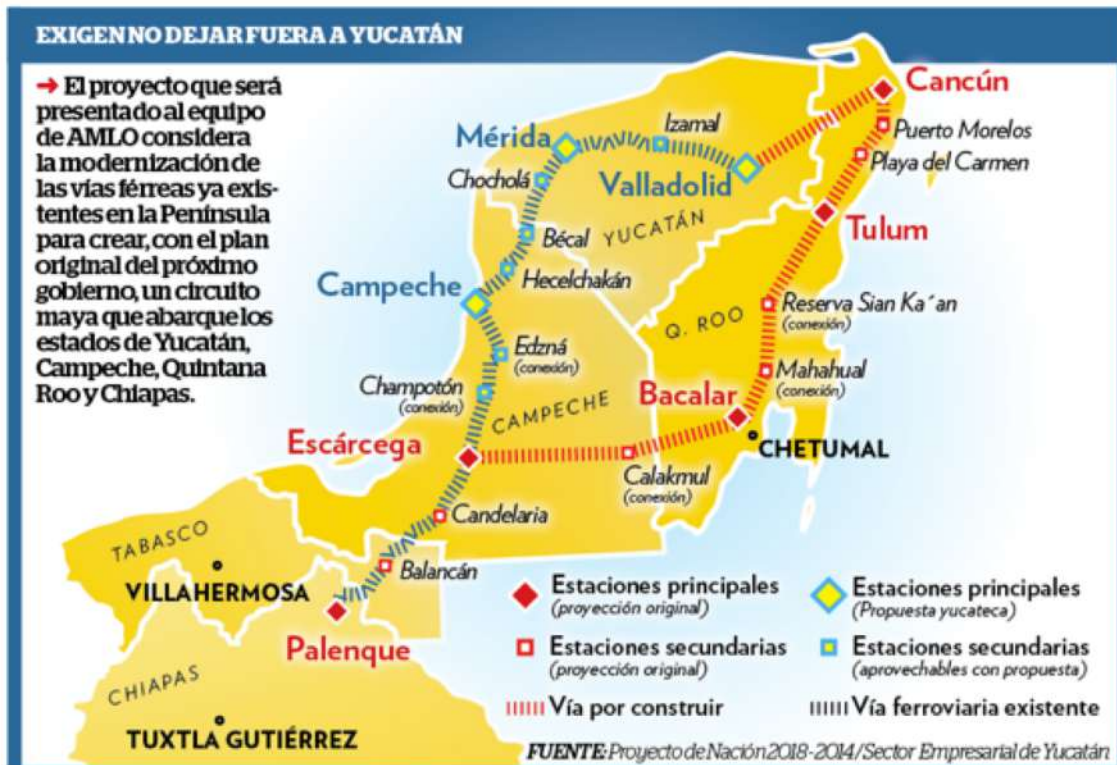 EXIGEN NO DEJAR FUERA A YUCATÁN
→ El proyecto que será
presentado al equipo
de AMLO considera
la modernización de
las vías férreas ya exis-
tentes en la Península
para crear, con el plan
original del próximo
gobierno, un circuito
maya que abarque los
estados de Yucatán,
Campeche, Quintana
Roo y Chiapas.
Cancún
Puerto Morelos
Playa del Carmen
Mérida
Izamal
Chocholá
Valladolid
YUCATÁN
Tulum
Bécal
Hecelchakán
Campeche
Reserva Sian Ka´an
(conexión)
Q. ROO
Edzná
(conexión)
Mahahual
(conexión)
Champotón
(conexión)
CAMPECHE
Bacalar
Escárcega
CHETUMAL
Calakmul
(conexión)
Candelaria
TABASCO
Balancán
VILLAHERMOSA
Palenque
CHIAPAS
TUXTLA GUTIÉRREZ
Estaciones principales
(proyección original)
Estaciones principales
(Propuesta yucateca)
Estaciones secundarias
(proyección original)
Estaciones secundarias
(aprovechables con propuesta)
Vía por construir
Vía ferroviaria existente
FUENTE: Proyecto de Nación 2018-2014/Sector Empresarial de Yucatán